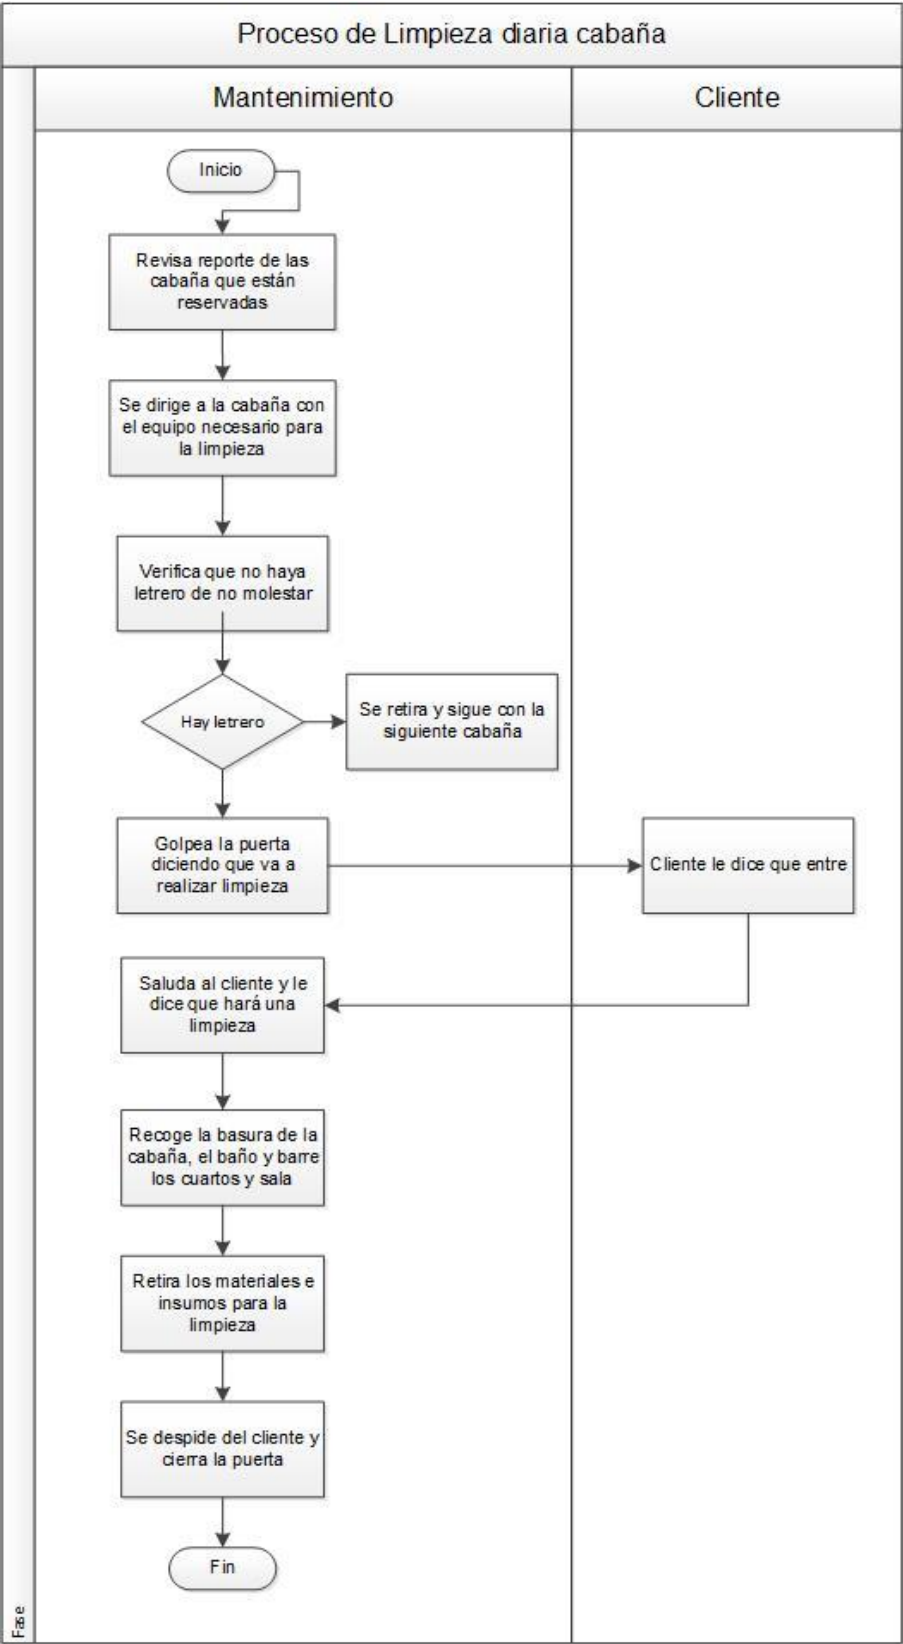 Proceso de Limpieza diaria cabaña
Mantenimiento
Cliente
Inicio
Revisa reporte de las
cabaña que están
reservadas
Se dirige a la cabaña con
el equipo necesario para
la limpieza
Verifica que no haya
letrero de no molestar
Hay letrero
Se retira y sigue con la
siguiente cabaña
Golpea la puerta
diciendo que va a
realizar limpieza
Cliente le dice que entre
Saluda al cliente y le
dice que hará una
limpieza
Recoge la basura de la
cabaña, el baño y barre
los cuartos y sala
Retira los materiales e
insumos para la
limpieza
Se despide del cliente y
cierra la puerta
Fin
Fase